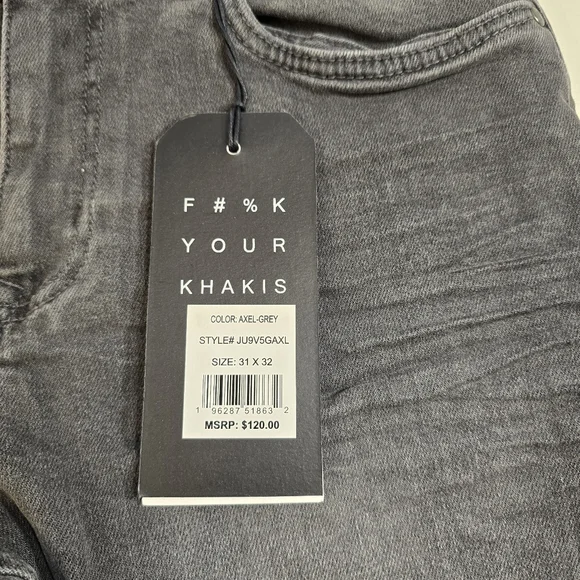 F#%K
YOUR
KHAKIS
COLOR: AXEL-GREY
STYLE# JU9V5GAXL
SIZE: 31 X 32
1 96287 51863 2
MSRP: $120.00